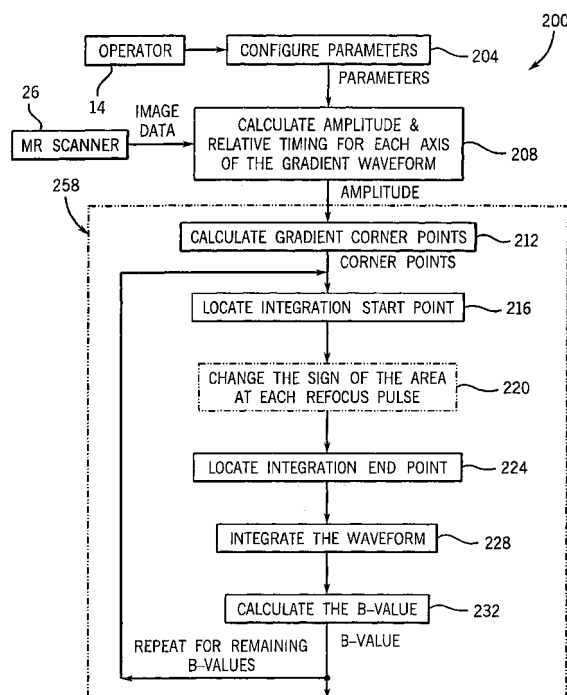 200
OPERATOR
CONFIGURE PARAMETERS
14
204
PARAMETERS
26
IMAGE
DATA
MR SCANNER
CALCULATE AMPLITUDE &
RELATIVE TIMING FOR EACH AXIS
OF THE GRADIENT WAVEFORM
208
AMPLITUDE
258
CALCULATE GRADIENT CORNER POINTS
212
CORNER POINTS
LOCATE INTEGRATION START POINT
216
CHANGE THE SIGN OF THE AREA
AT EACH REFOCUS PULSE
220
LOCATE INTEGRATION END POINT
224
INTEGRATE THE WAVEFORM
228
CALCULATE THE B-VALUE
232
REPEAT FOR REMAINING
B-VALUES
B-VALUE